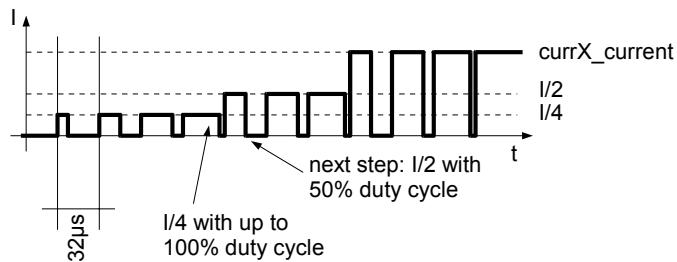 I
currX_current
I/2
I/4
t
next step: I/2 with
50% duty cycle
I/4 with up to
100% duty cycle
32µs